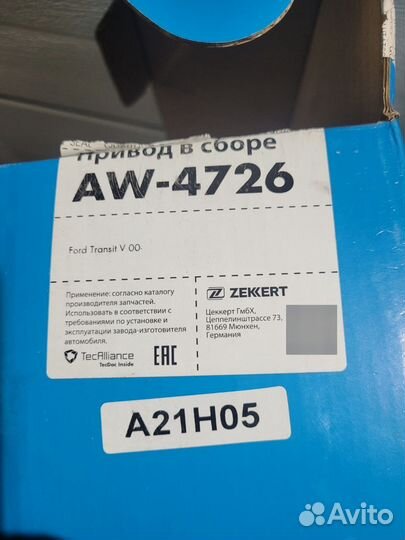 Привод в сборе
AW-4726
Ford Transit V 00-
Применение: согласно каталогу
производителя запчастей.
Использовать в соответствии с
требованиями по установке и
эксплуатации завода-изготовителя
автомобиля.
TecAlliance
TecDoc Inside
EAC
ZEKKERT
Цеккерт ГмбХ,
Цеппелинштрассе 73,
81669 Мюнхен,
Германия
A21H05
Avito